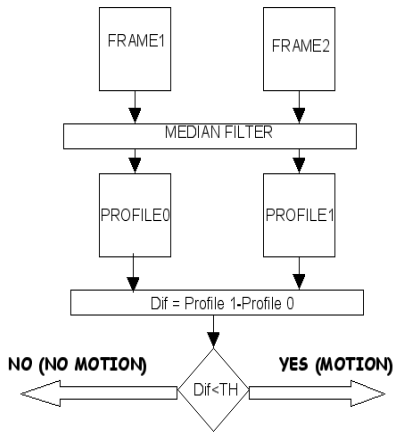 FRAME1
FRAME2
MEDIAN FILTER
PROFILE0
PROFILE1
Dif = Profile 1-Profile 0
NO (NO MOTION)
YES (MOTION)
Dif<TH